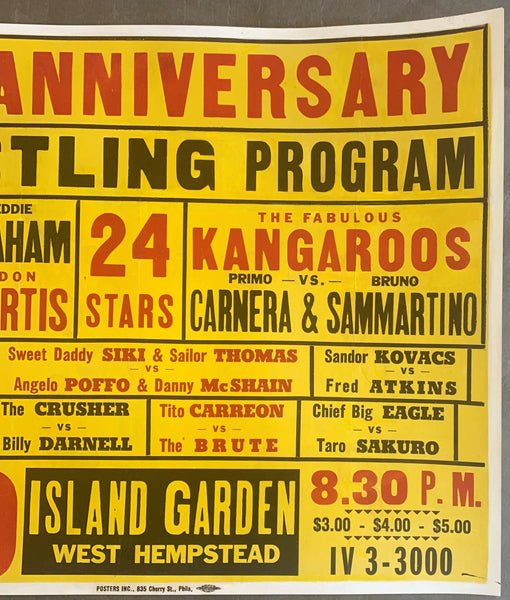 ANNIVERSARY
STLING PROGRAM
EDDIE
AHAM
DON
RTIS
24
STARS
THE FABULOUS
KANGAROOS
PRIMO — VS. — BRUNO
CARNERA & SAMMARTINO
Sweet Daddy SIKI & Sailor THOMAS
— VS —
Angelo POFFO & Danny McSHAIN
Sandor KOVACS
— VS —
Fred ATKINS
The CRUSHER
— VS —
Billy DARNELL
Tito CARREON
— VS —
The BRUTE
Chief Big EAGLE
— VS —
Taro SAKURO
ISLAND GARDEN
WEST HEMPSTEAD
8.30 P. M.
$3.00 - $4.00 - $5.00
IV 3-3000
POSTERS INC., 835 Cherry St., Phila.